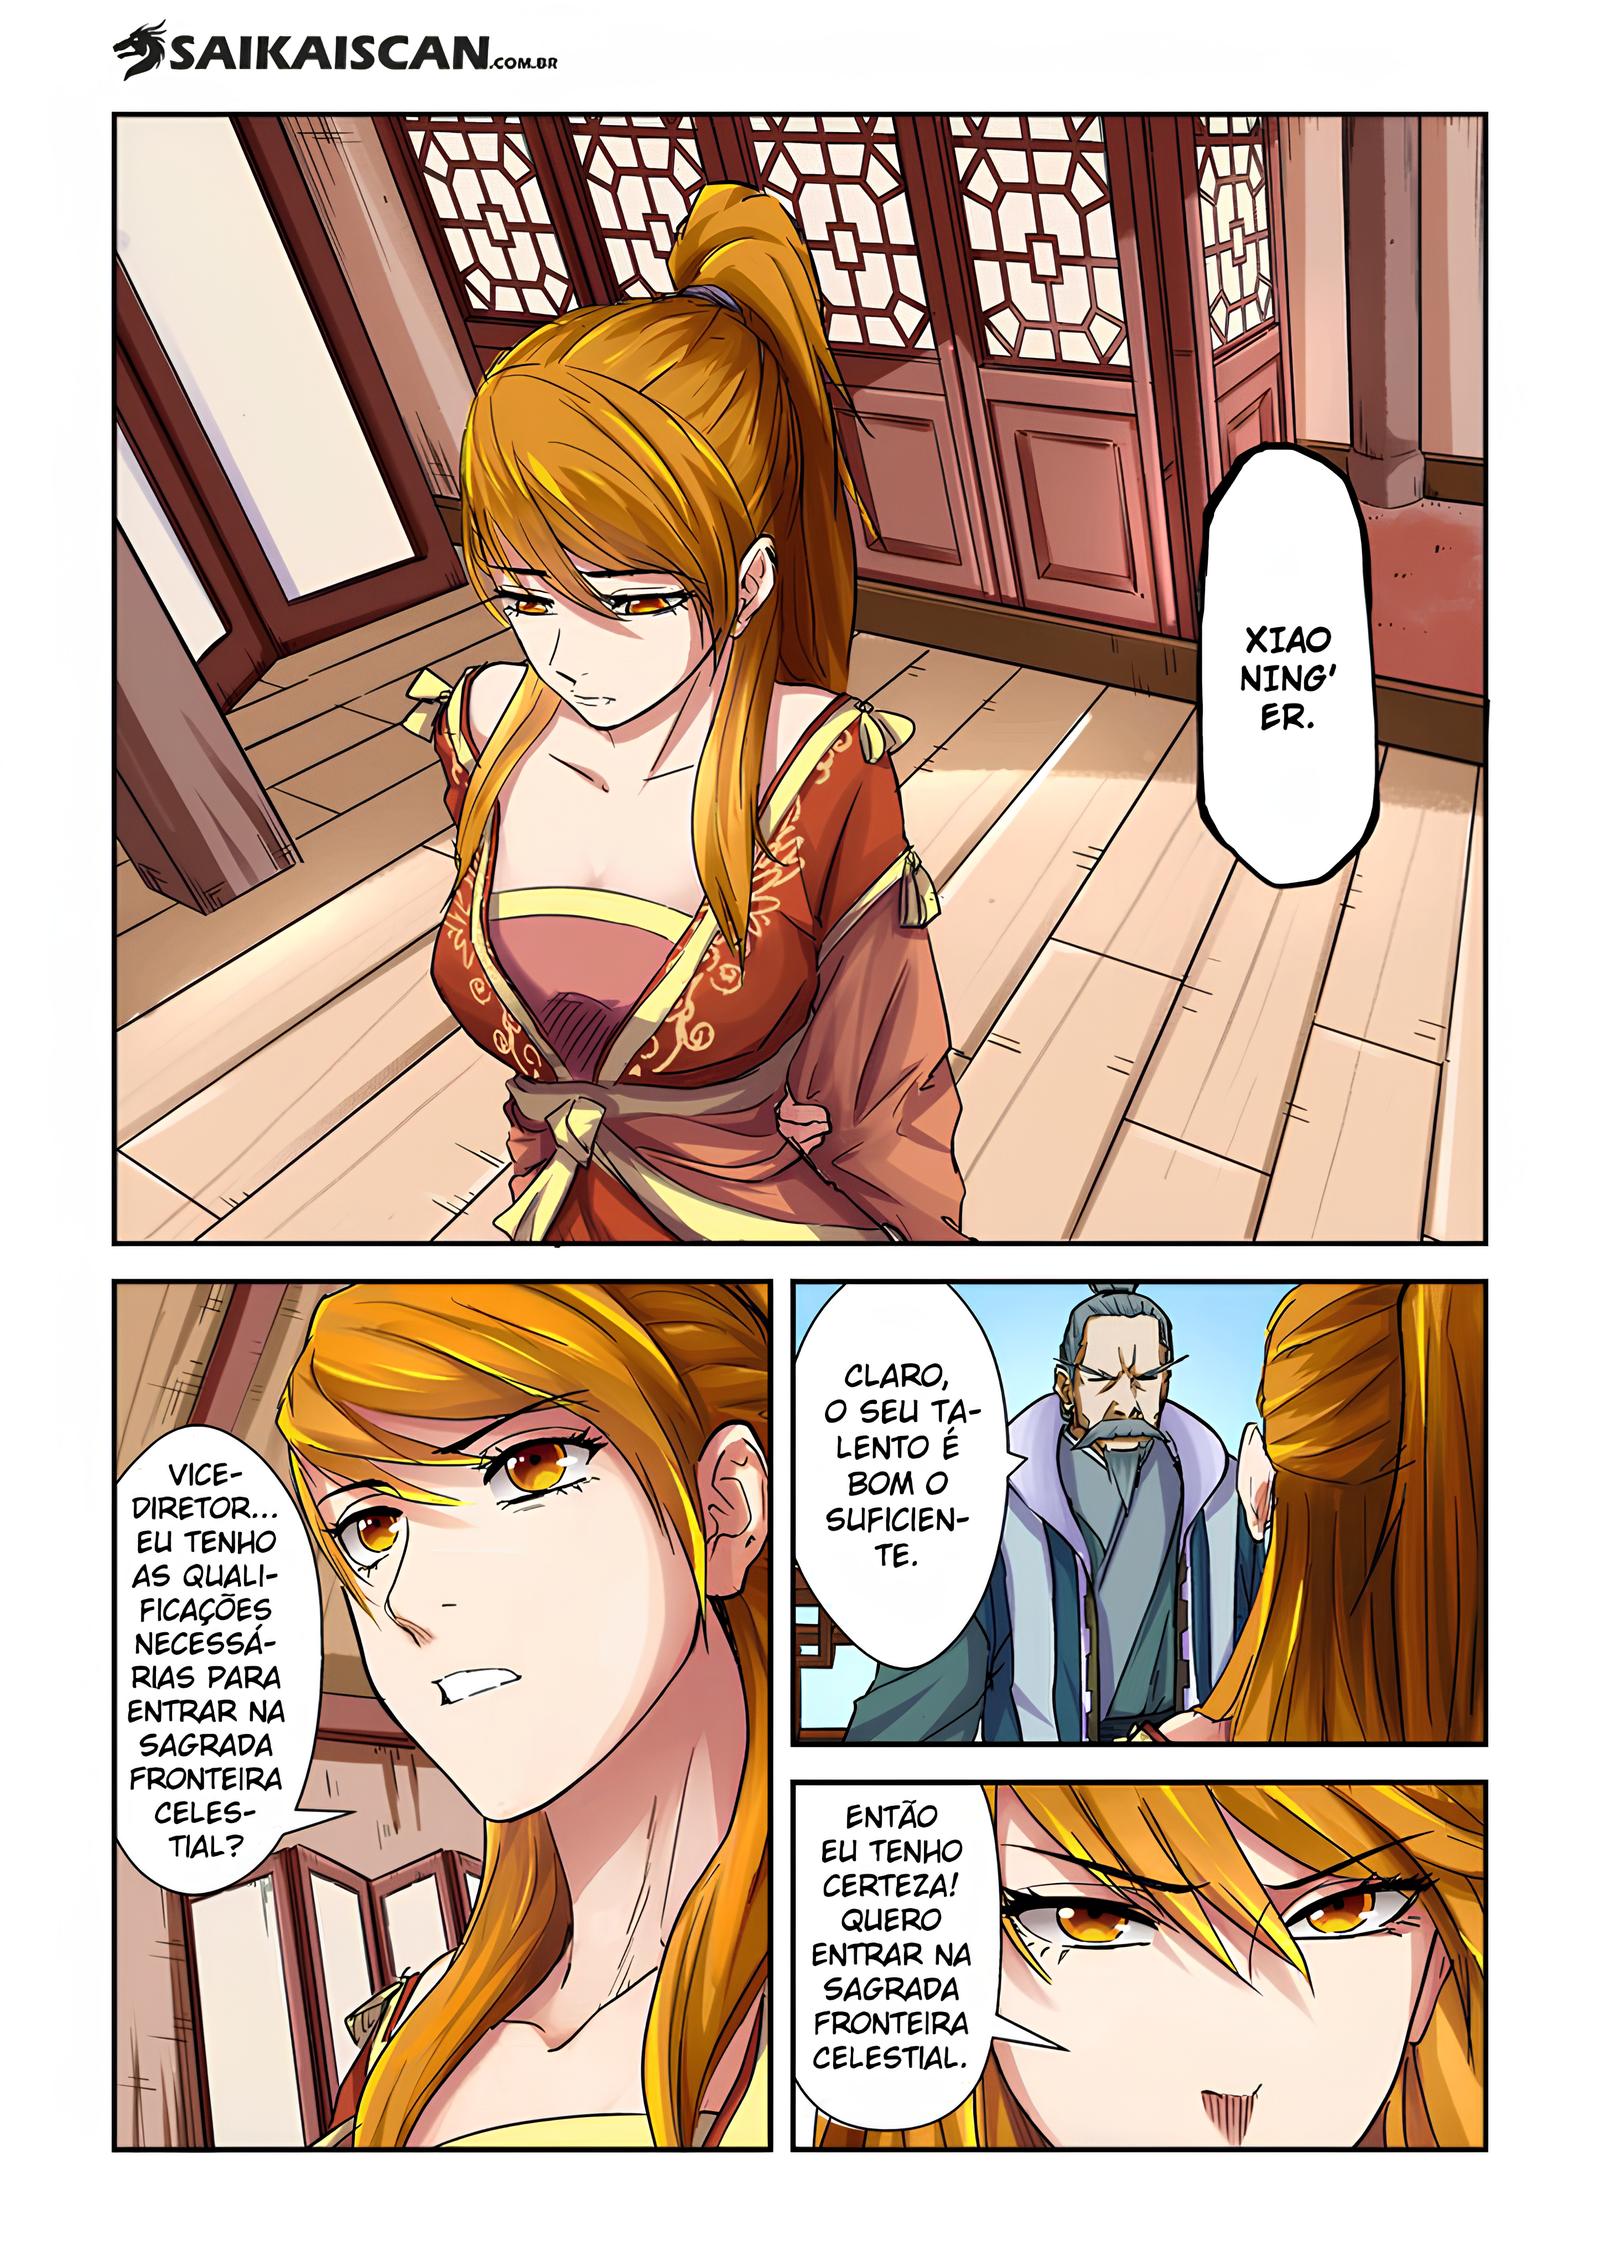 SAIKAISCAN.COM.BR
XIAO
NING'
ER.
VICE-
DIRETOR...
EU TENHO
AS QUALI-
FICAÇÕES
NECESSÁ-
RIAS PARA
ENTRAR NA
SAGRADA
FRONTEIRA
CELES-
TIAL?
CLARO,
O SEU TA-
LENTO É
BOM O
SUFICIEN-
TE.
ENTÃO
EU TENHO
CERTEZA!
QUERO
ENTRAR NA
SAGRADA
FRONTEIRA
CELESTIAL.